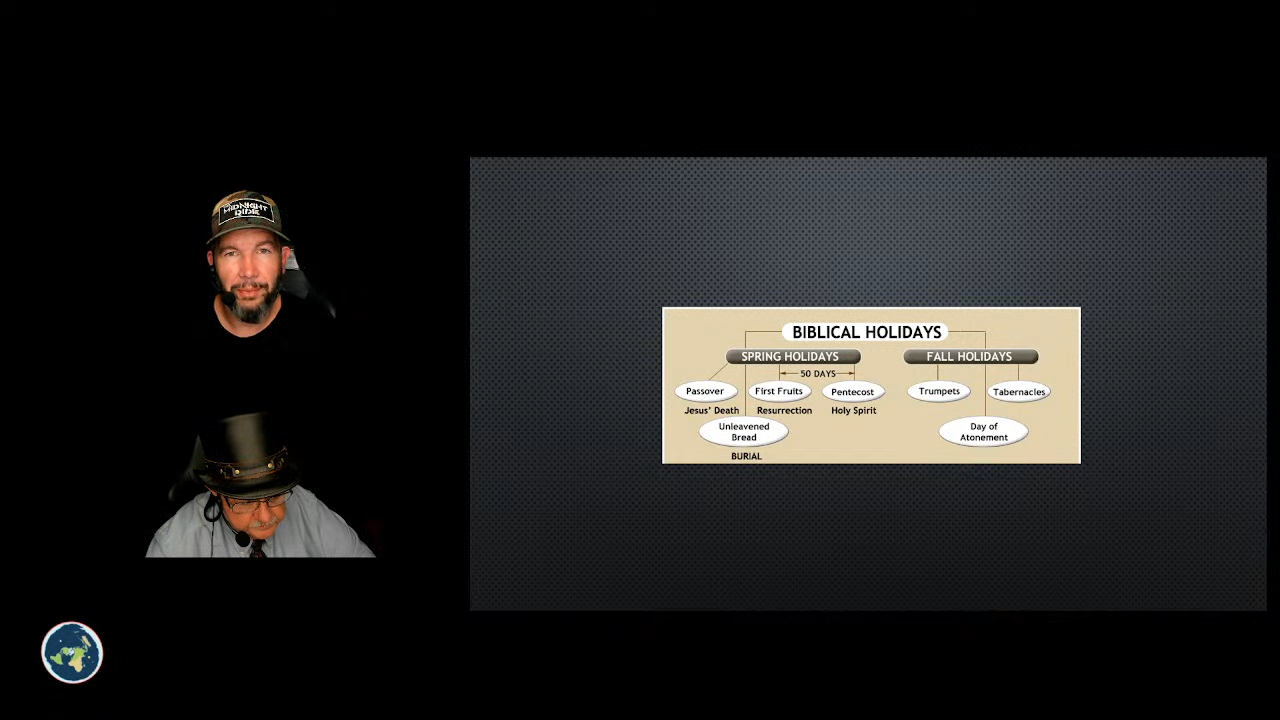 MIDNIGHT
RIDE
BIBLICAL HOLIDAYS
SPRING HOLIDAYS
FALL HOLIDAYS
50 DAYS
Passover
First Fruits
Pentecost
Trumpets
Tabernacles
Jesus' Death
Resurrection
Holy Spirit
Unleavened
Bread
Day of
Atonement
BURIAL